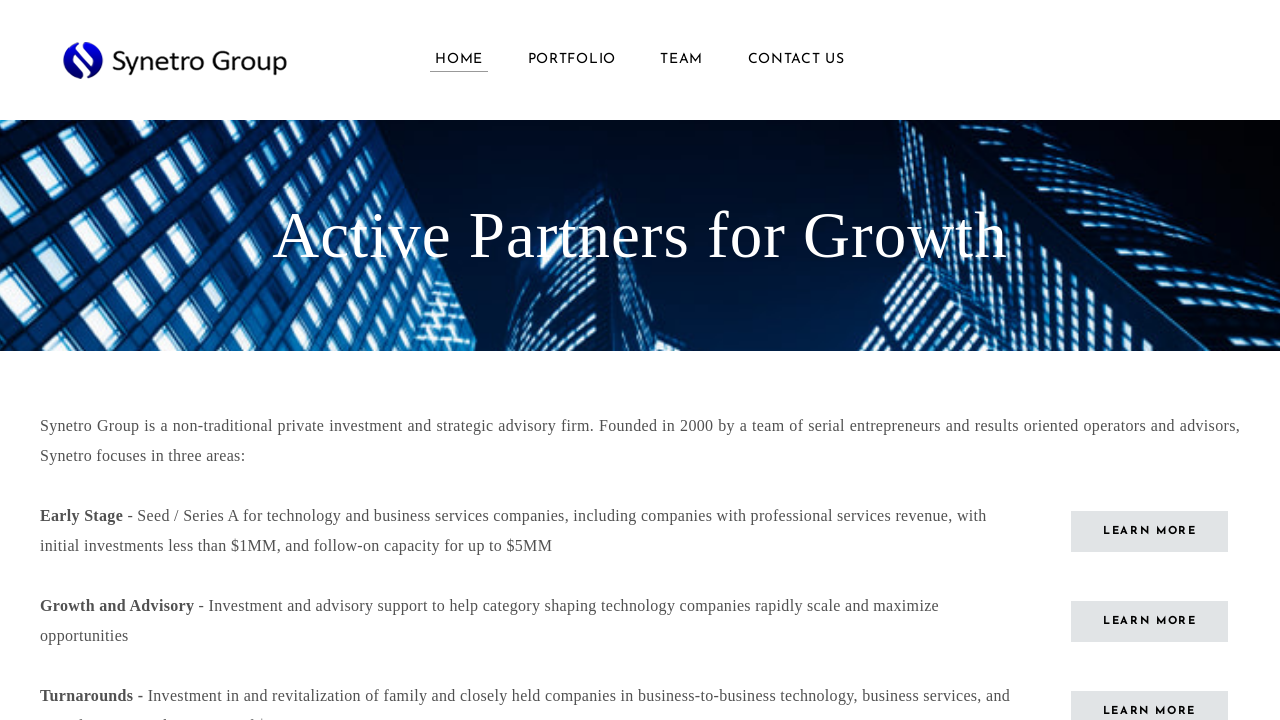 Synetro Group
HOME
PORTFOLIO
TEAM
CONTACT US
Active Partners for Growth
Synetro Group is a non-traditional private investment and strategic advisory firm. Founded in 2000 by a team of serial entrepreneurs and results oriented operators and advisors,
Synetro focuses in three areas:
Early Stage - Seed / Series A for technology and business services companies, including companies with professional services revenue, with
initial investments less than $1MM, and follow-on capacity for up to $5MM
LEARN MORE
Growth and Advisory - Investment and advisory support to help category shaping technology companies rapidly scale and maximize
opportunities
LEARN MORE
Turnarounds - Investment in and revitalization of family and closely held companies in business-to-business technology, business services, and
LEARN MORE